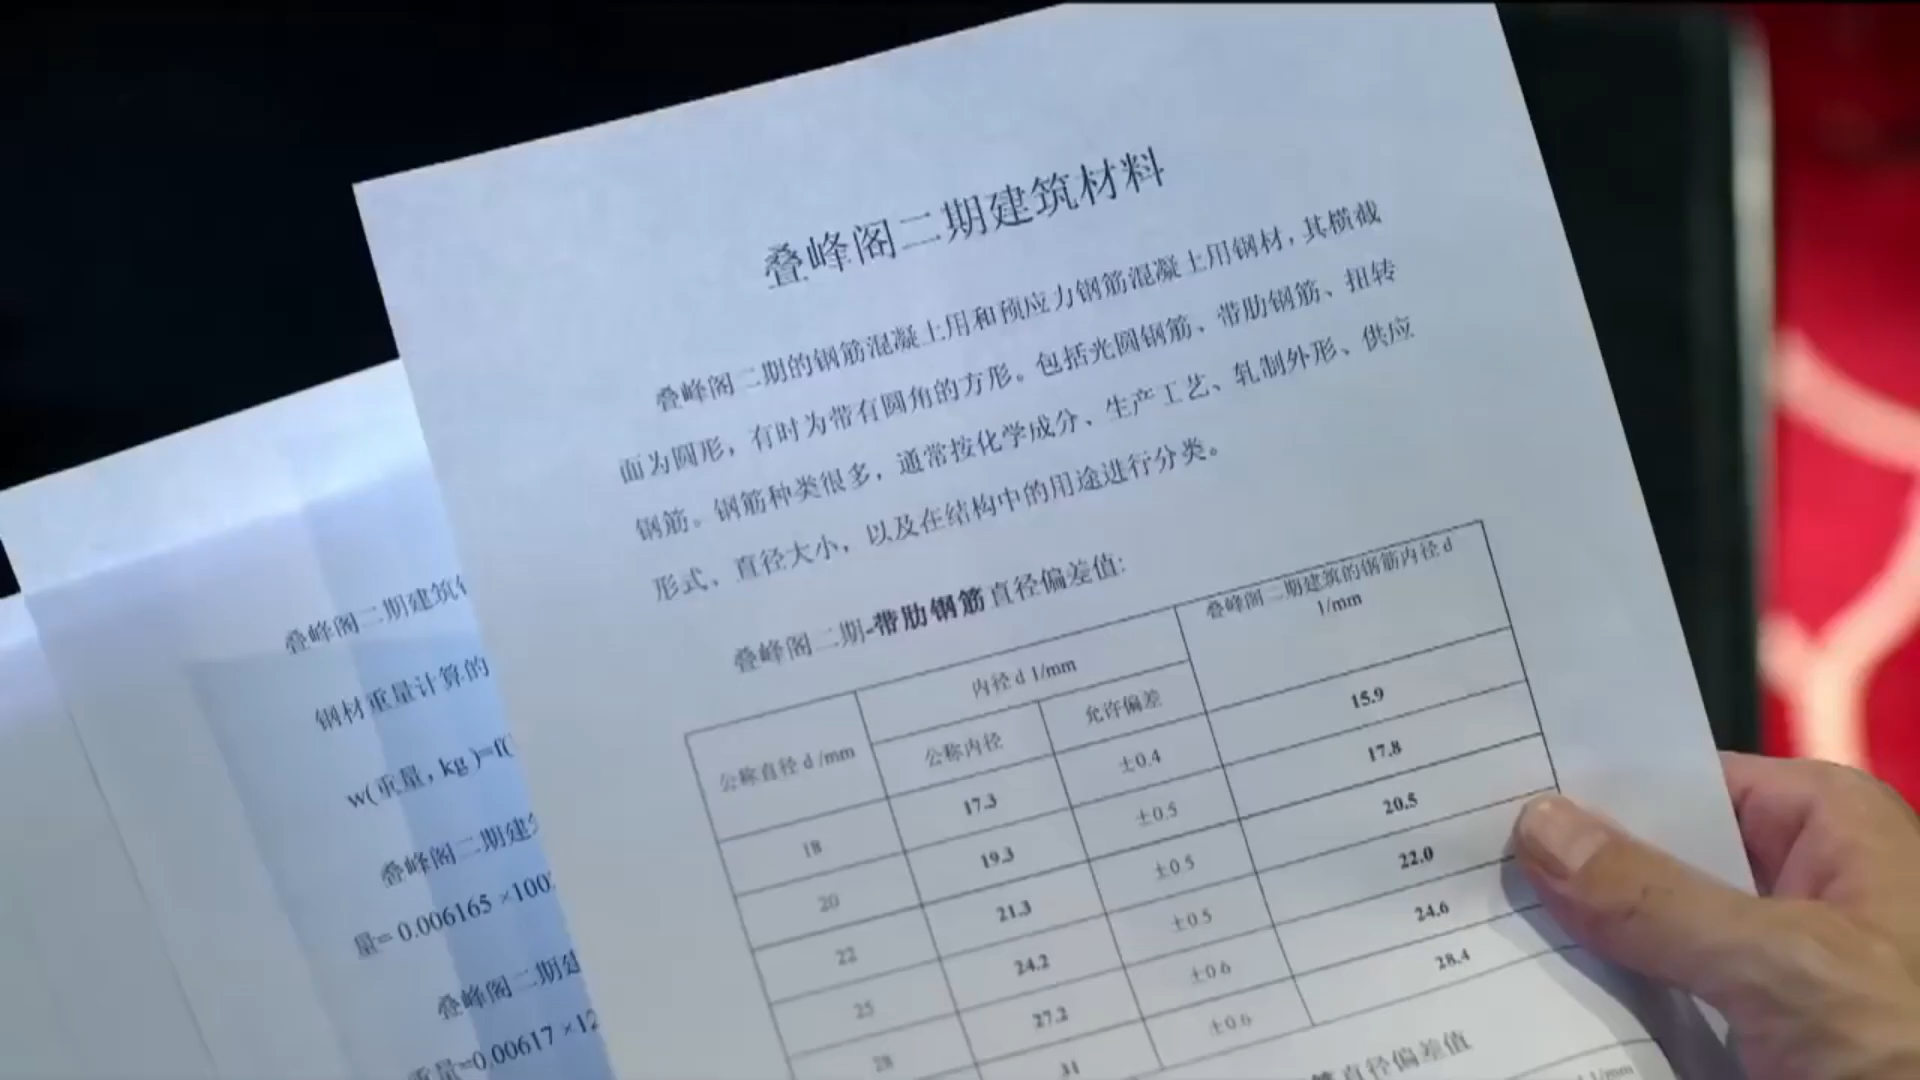 叠峰阁二期建筑材料
叠峰阁二期的钢筋混凝土用和预应力钢筋混凝土用钢材，其横截
面为圆形，有时为带有圆角的方形。包括光圆钢筋、带肋钢筋、扭转
钢筋。钢筋种类很多，通常按化学成分、生产工艺、轧制外形、供应
形式、直径大小，以及在结构中的用途进行分类。
叠峰阁二期-带肋钢筋直径偏差值:
公称直径 d /mm
内径 d 1/mm
叠峰阁二期建筑的钢筋内径 d
1/mm
公称内径
允许偏差
18 17.3 ±0.4 15.9
20 19.3 ±0.5 17.8
22 21.3 ±0.5 20.5
25 24.2 ±0.5 22.0
28 27.2 ±0.6 24.6
31 ±0.6 28.4
直径偏差值
1/mm
叠峰阁二期建筑
钢材重量计算的
w(重量，kg )=f(
叠峰阁二期建
量= 0.006165 ×100
叠峰阁二期建
重量=0.00617 ×12